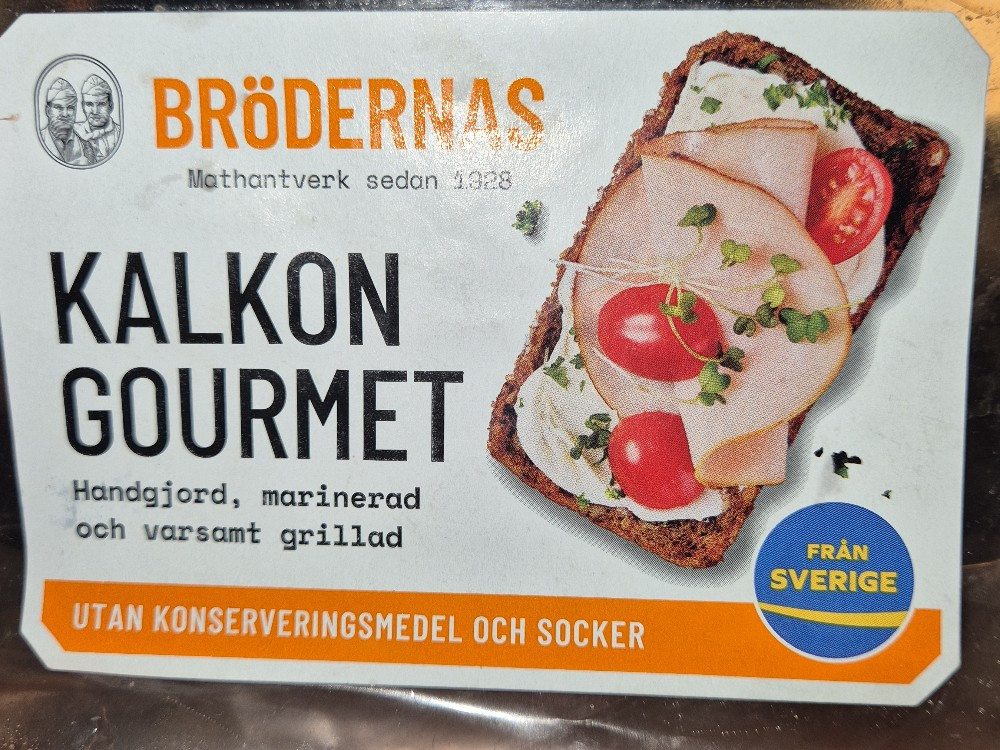 BRÖDERNAS
Mathantverk sedan 1928
KALKON
GOURMET
Handgjord, marinerad
och varsamt grillad
UTAN KONSERVERINGSMEDEL OCH SOCKER
FRÅN
SVERIGE